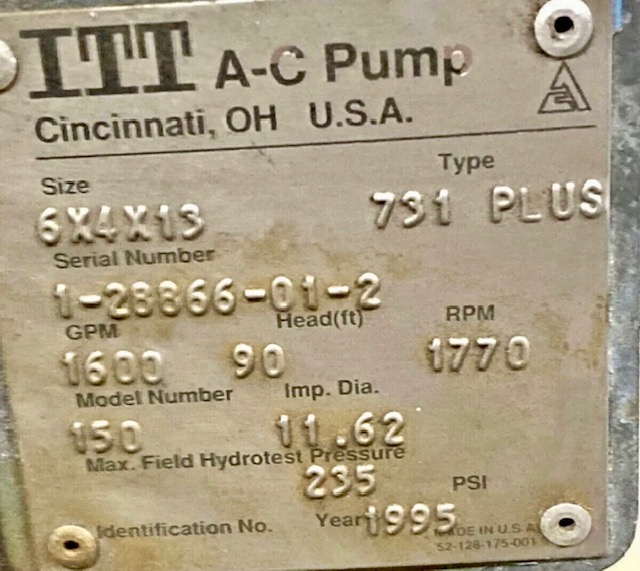 ITT A-C Pump
Cincinnati, OH U.S.A.
Size Type
6X4X13 731 PLUS
Serial Number
1-28866-01-2
GPM Head(ft) RPM
1600 90 1770
Model Number Imp. Dia.
150 11.62
Max. Field Hydrotest Pressure
235 PSI
Identification No. Year 1995
MADE IN U.S.A.
52-128-175-001